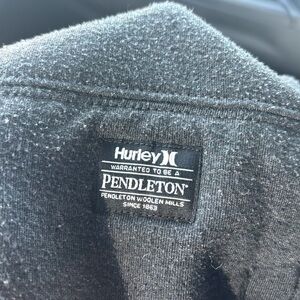 Hurley
WARRANTED TO BE A
PENDLETON®
PENDLETON WOOLEN MILLS
SINCE 1863